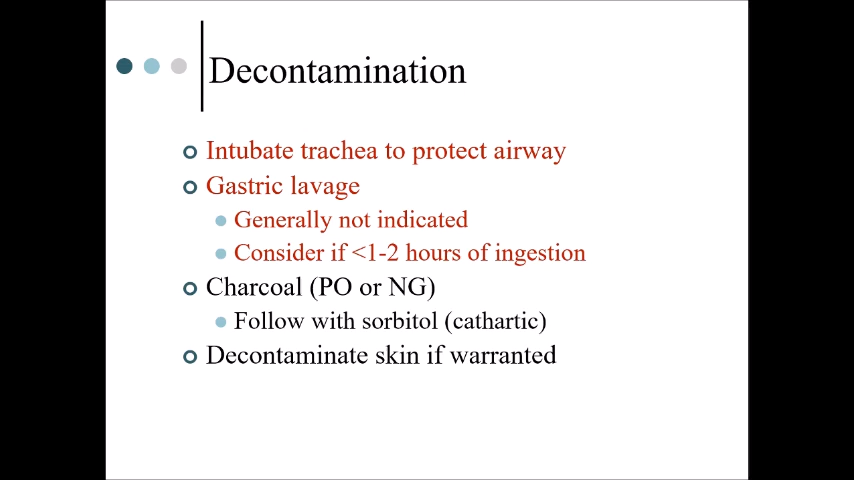 Decontamination
Intubate trachea to protect airway
Gastric lavage
Generally not indicated
Consider if <1-2 hours of ingestion
Charcoal (PO or NG)
Follow with sorbitol (cathartic)
Decontaminate skin if warranted